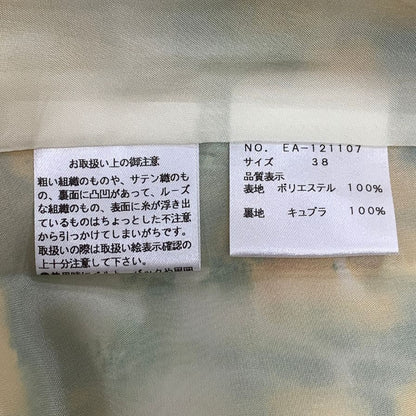 お取扱い上の御注意
粗い組織のものや、サテン織のも
の、裏面に凸凹があって、ルーズ
な組織のもの、表面に糸が浮き出
ているものはちょっとした不注意
から引っかけてしまいがちです。
取扱いの際は取扱い絵表示確認の
上十分注意して下さい。
NO. EA-121107
サイズ 38
品質表示
表地 ポリエステル 100%
裏地 キュプラ 100%